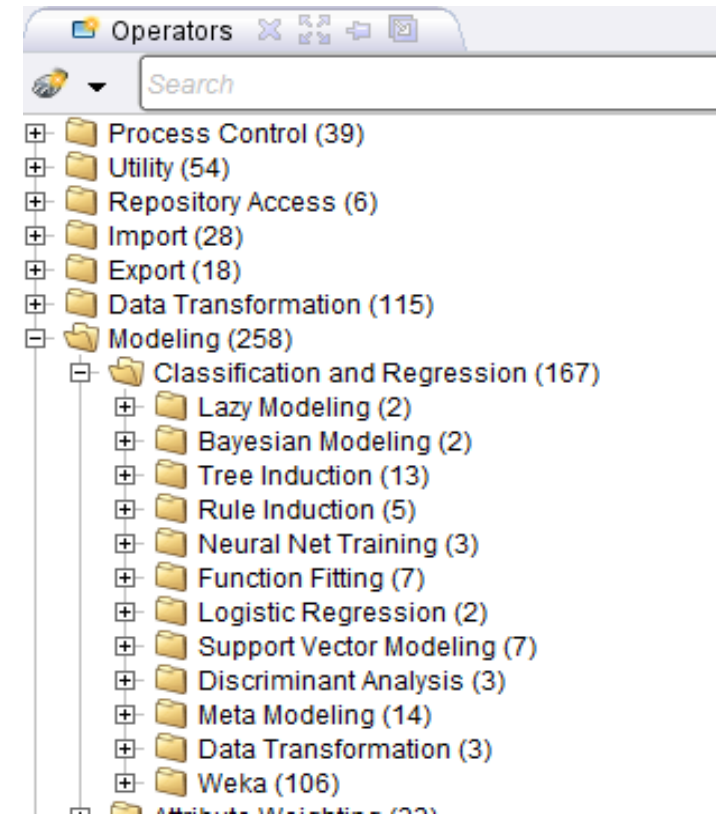 Operators
Search
Process Control (39)
Utility (54)
Repository Access (6)
Import (28)
Export (18)
Data Transformation (115)
Modeling (258)
Classification and Regression (167)
Lazy Modeling (2)
Bayesian Modeling (2)
Tree Induction (13)
Rule Induction (5)
Neural Net Training (3)
Function Fitting (7)
Logistic Regression (2)
Support Vector Modeling (7)
Discriminant Analysis (3)
Meta Modeling (14)
Data Transformation (3)
Weka (106)
Attribute Weighting